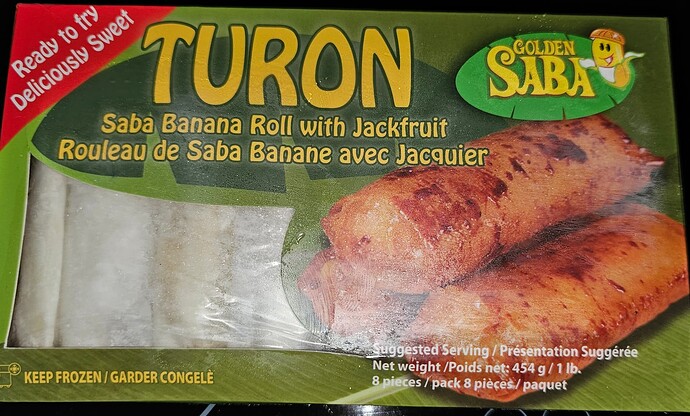 Ready to fry
Deliciously Sweet
TURON
GOLDEN
SABA
Saba Banana Roll with Jackfruit
Rouleau de Saba Banane avec Jacquier
Suggested Serving / Présentation Suggérée
Net weight /Poids net: 454 g / 1 lb.
8 pieces / pack 8 pièces / paquet
KEEP FROZEN / GARDER CONGELÈ